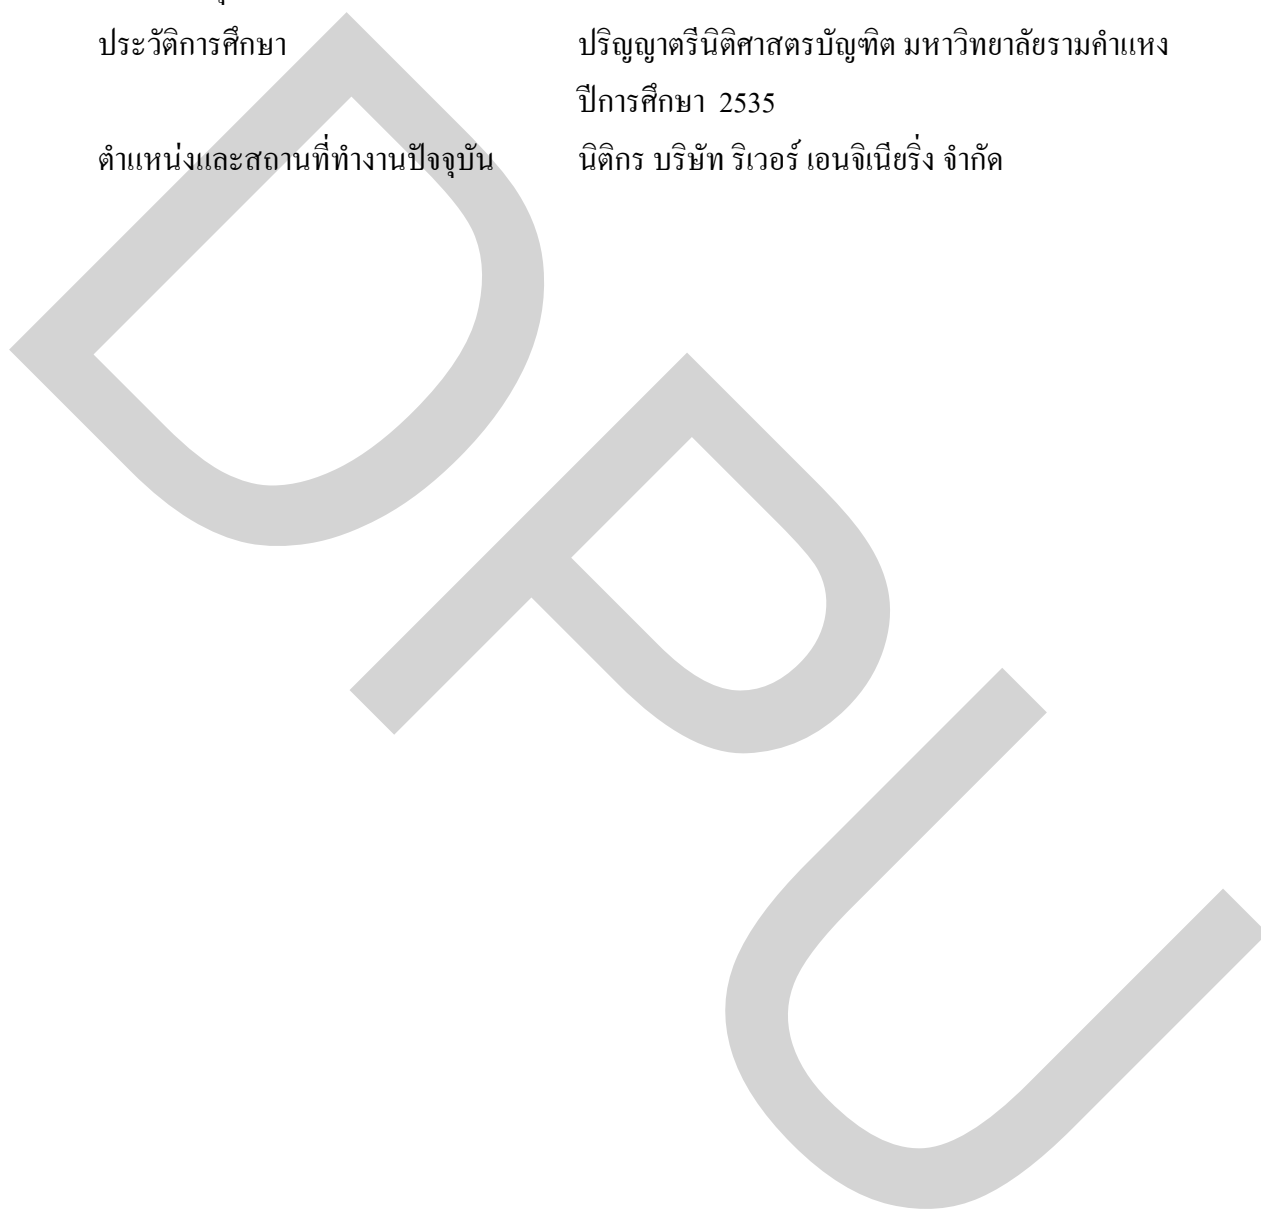 ประวัติการศึกษา ปริญญาตรีนิติศาสตรบัญฑิต มหาวิทยาลัยรามคำแหง
ปีการศึกษา 2535
ตำแหน่งและสถานที่ทำงานปัจจุบัน นิติกร บริษัท ริเวอร์ เอนจิเนียริ่ง จำกัด
DPU